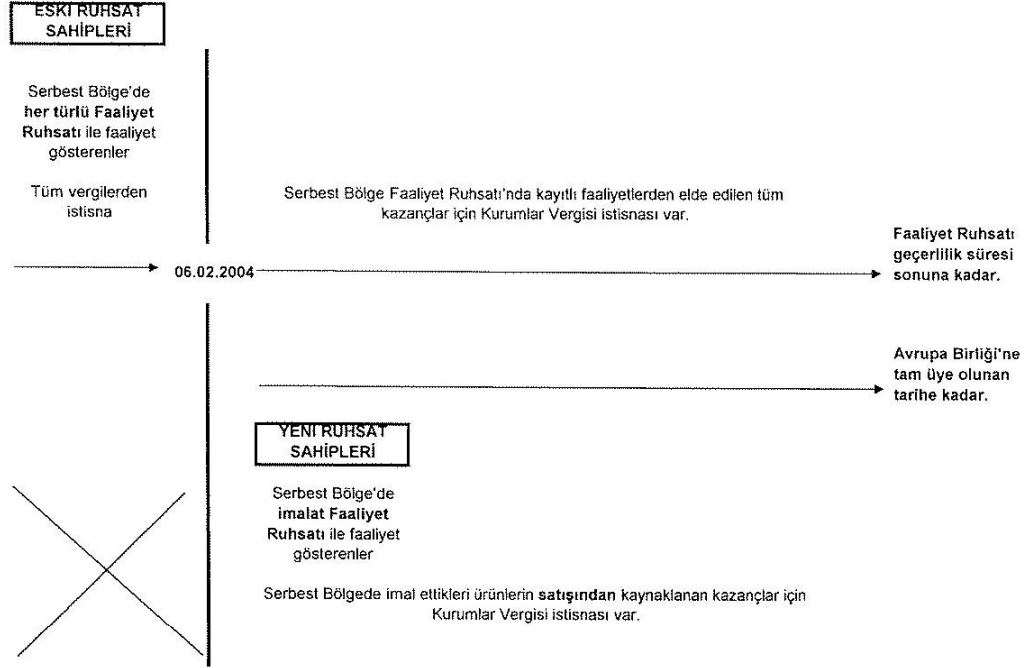 ESKİ RUHSAT
SAHİPLERİ
Serbest Bölge'de
her türlü Faaliyet
Ruhsatı ile faaliyet
gösterenler
Tüm vergilerden
istisna
Serbest Bölge Faaliyet Ruhsatı'nda kayıtlı faaliyetlerden elde edilen tüm
kazançlar için Kurumlar Vergisi istisnası var.
Faaliyet Ruhsatı
geçerlilik süresi
sonuna kadar.
06.02.2004
Avrupa Birliği'ne
tam üye olunan
tarihe kadar.
YENİ RUHSAT
SAHİPLERİ
Serbest Bölge'de
imalat Faaliyet
Ruhsatı ile faaliyet
gösterenler
Serbest Bölgede imal ettikleri ürünlerin satışından kaynaklanan kazançlar için
Kurumlar Vergisi istisnası var.